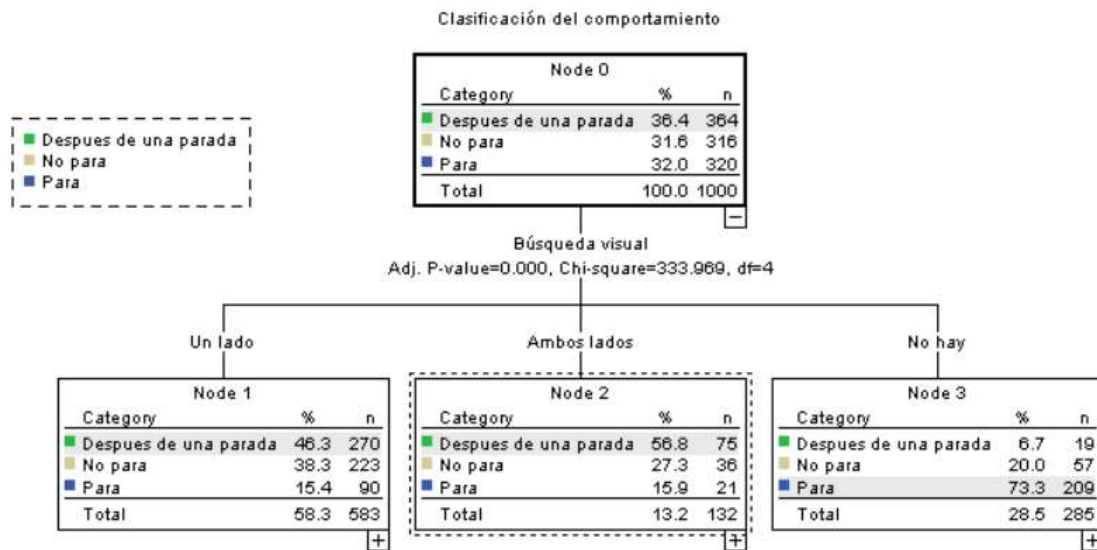 Clasificación del comportamiento
Node 0
Category % n
Despues de una parada 36.4 364
No para 31.6 316
Para 32.0 320
Total 100.0 1000
Despues de una parada
No para
Para
Búsqueda visual
Adj. P-value=0.000, Chi-square=333.969, df=4
Un lado
Ambos lados
No hay
Node 1
Category % n
Despues de una parada 46.3 270
No para 38.3 223
Para 15.4 90
Total 58.3 583
Node 2
Category % n
Despues de una parada 56.8 75
No para 27.3 36
Para 15.9 21
Total 13.2 132
Node 3
Category % n
Despues de una parada 6.7 19
No para 20.0 57
Para 73.3 209
Total 28.5 285